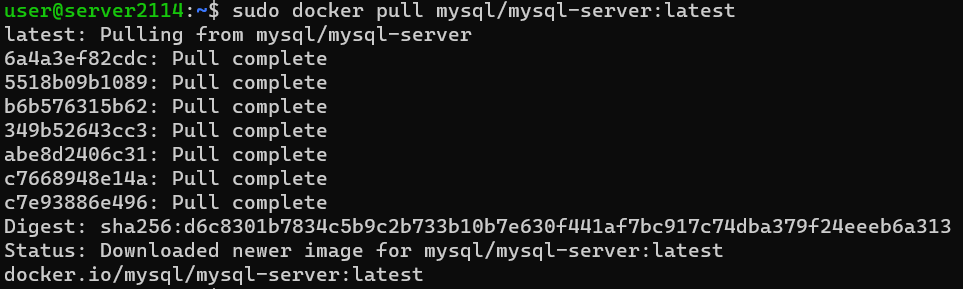 user@server2114:~$ sudo docker pull mysql/mysql-server:latest
latest: Pulling from mysql/mysql-server
6a4a3ef82cdc: Pull complete
5518b09b1089: Pull complete
b6b576315b62: Pull complete
349b52643cc3: Pull complete
abe8d2406c31: Pull complete
c7668948e14a: Pull complete
c7e93886e496: Pull complete
Digest: sha256:d6c8301b7834c5b9c2b733b10b7e630f441af7bc917c74dba379f24eeeb6a313
Status: Downloaded newer image for mysql/mysql-server:latest
docker.io/mysql/mysql-server:latest